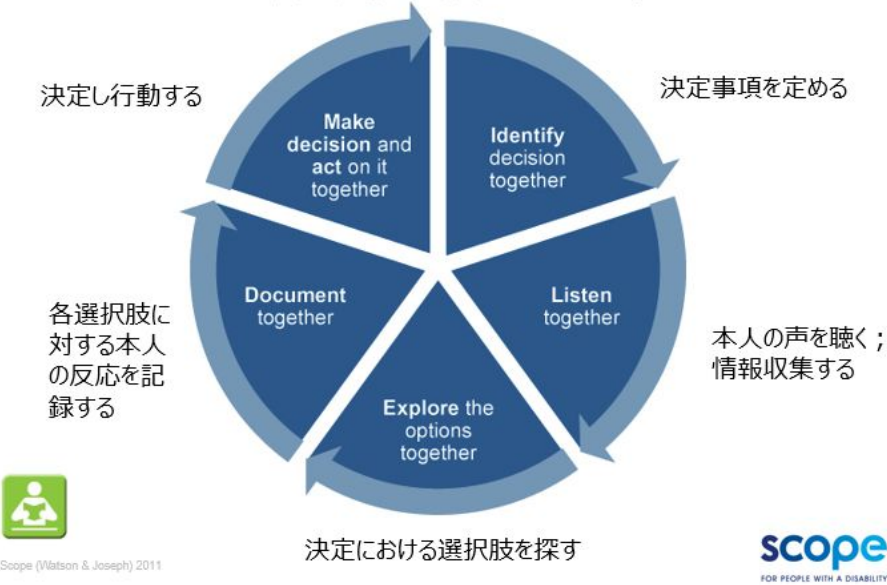 決定し行動する
決定事項を定める
Make
decision and
act on it
together
Identify
decision
together
Document
together
Listen
together
各選択肢に
対する本人
の反応を記
録する
本人の声を聴く；
情報収集する
Explore the
options
together
決定における選択肢を探す
Scope (Watson & Joseph) 2011
scope
FOR PEOPLE WITH A DISABILITY